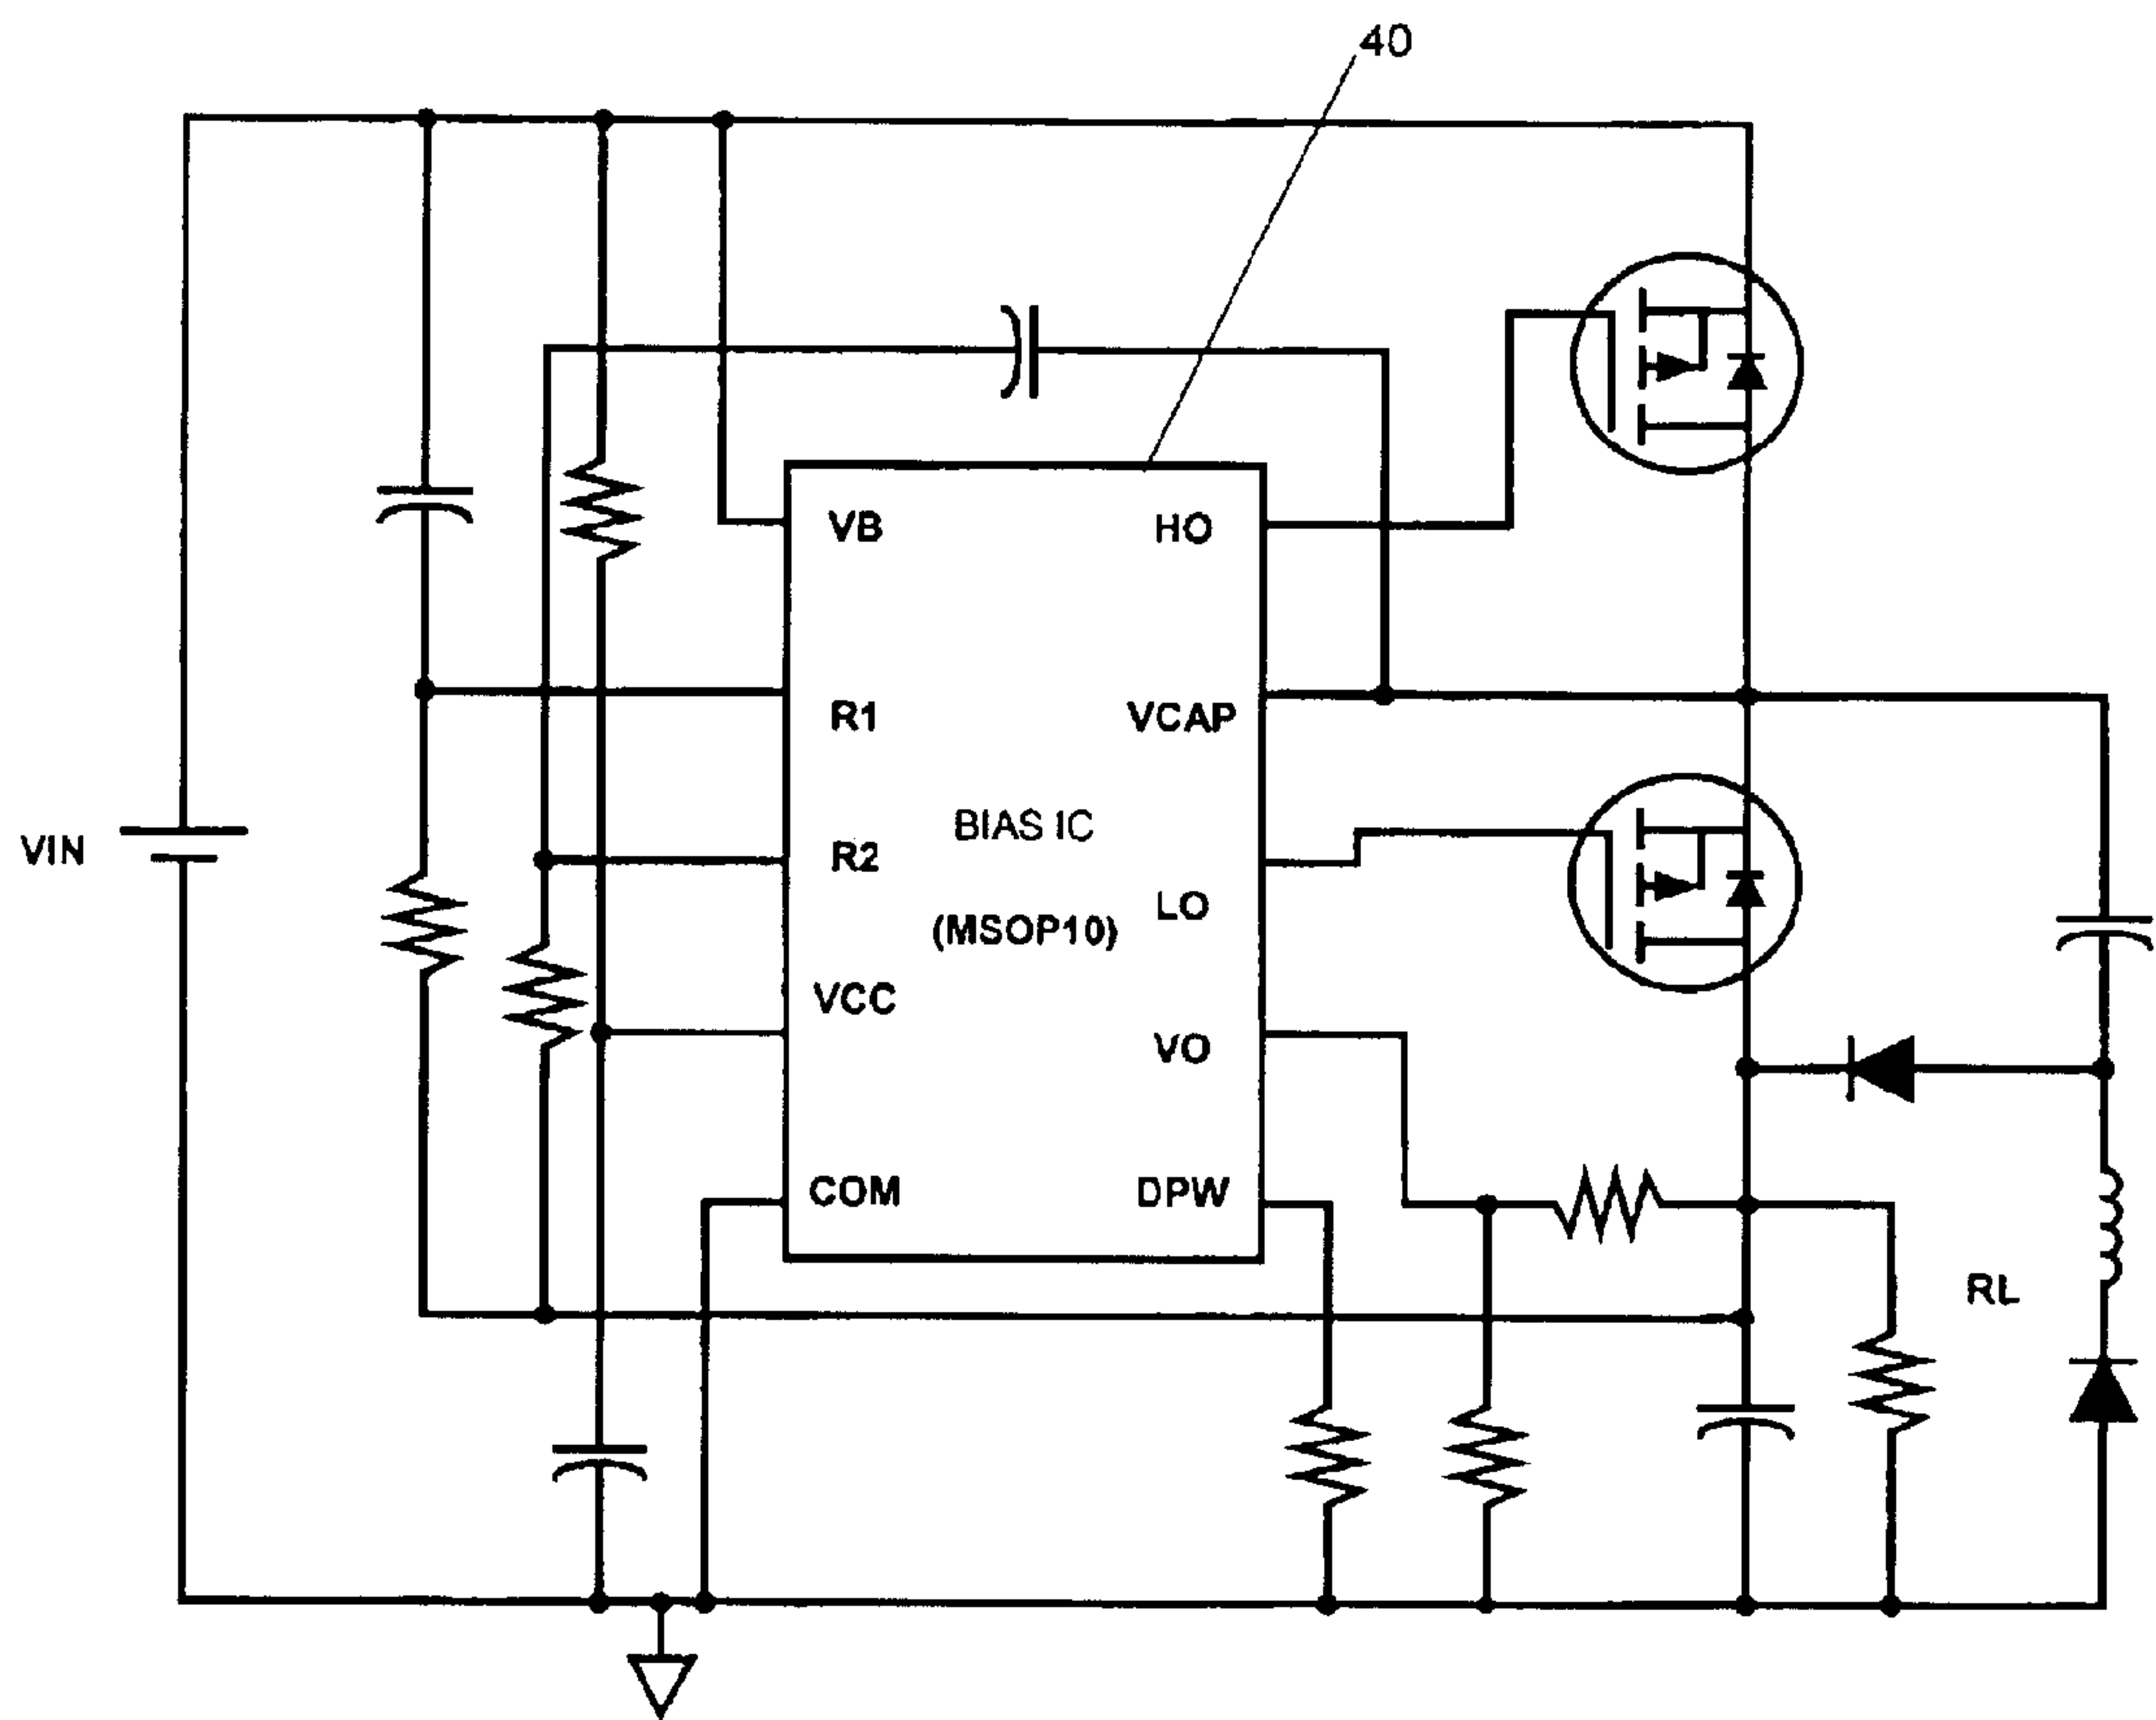 40
VB
HO
R1
VCAP
BIAS IC
VIN
R2
LO
(MSOP10)
VCC
VO
COM
DPW
RL